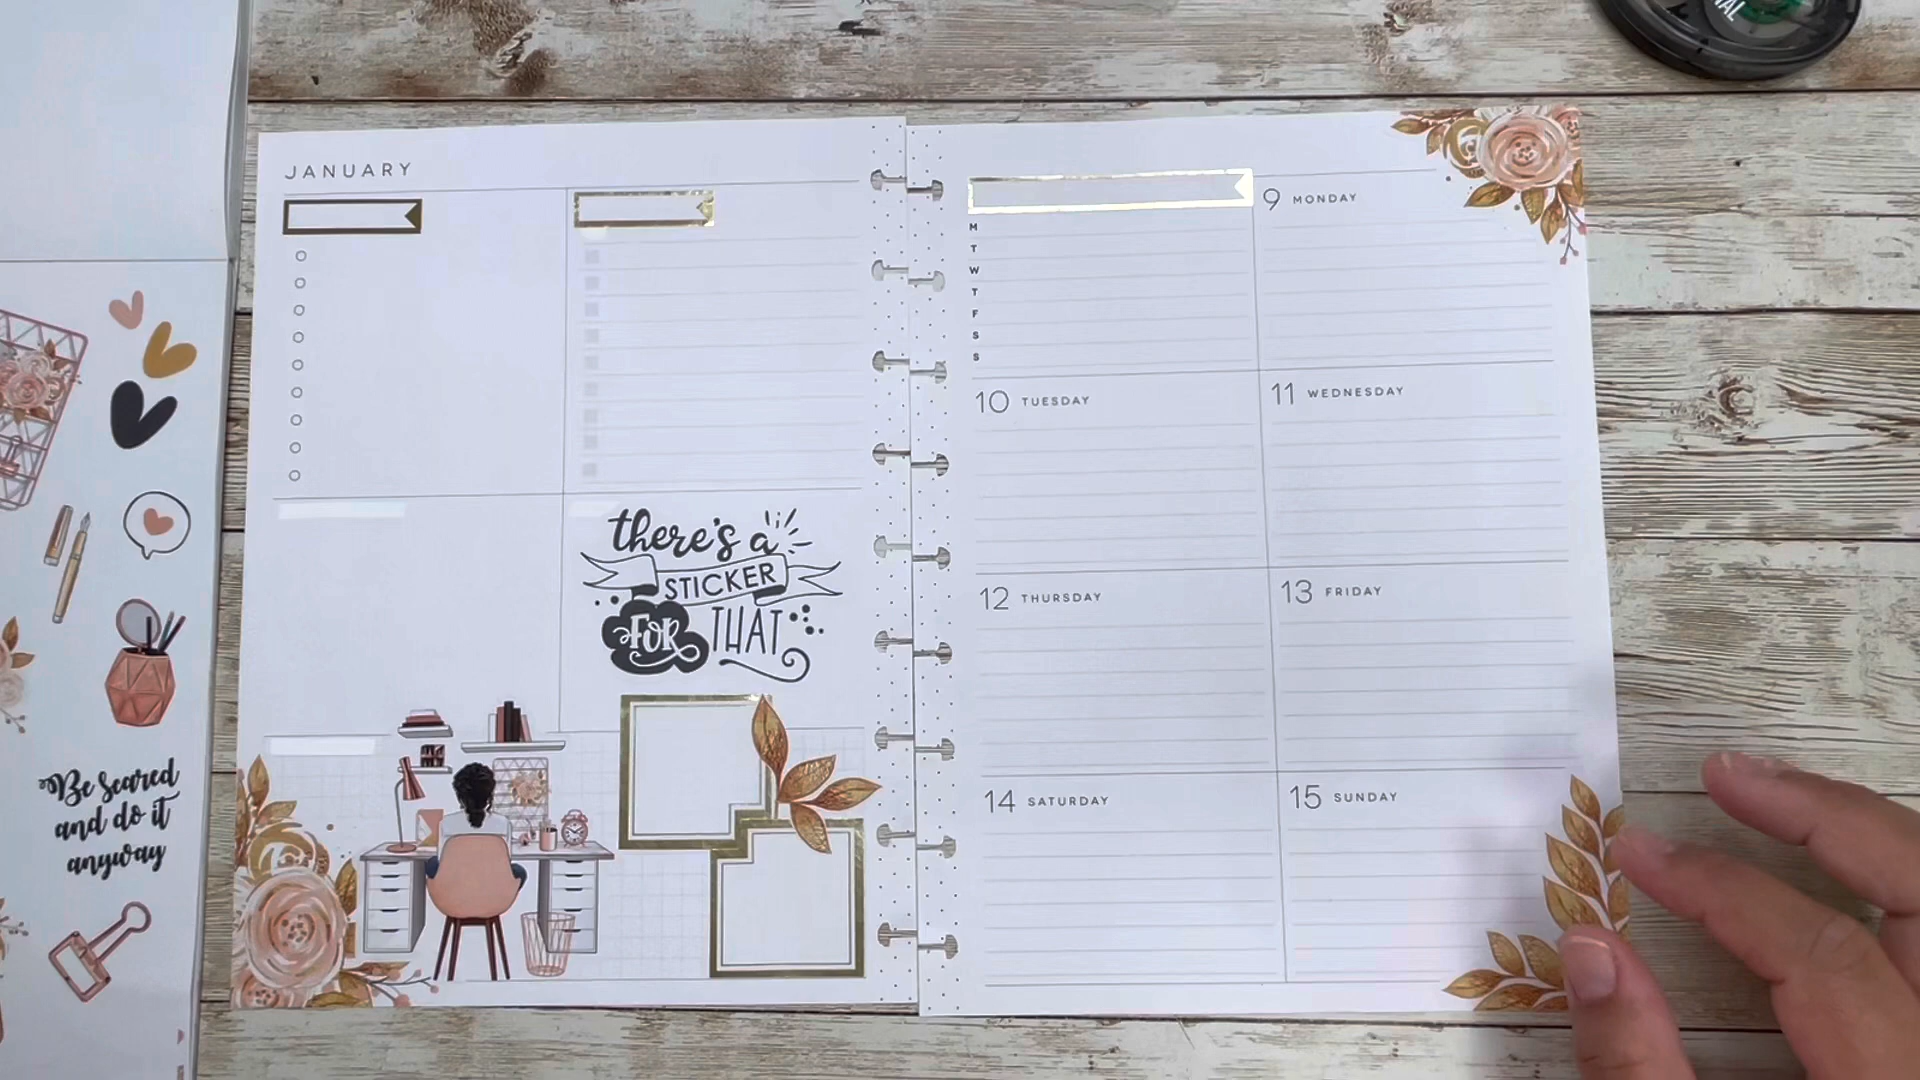 JANUARY
there's a
STICKER
FOR THAT
M
T
W
T
F
S
S
9 MONDAY
10 TUESDAY
11 WEDNESDAY
12 THURSDAY
13 FRIDAY
14 SATURDAY
15 SUNDAY
Be scared
and do it
anyway